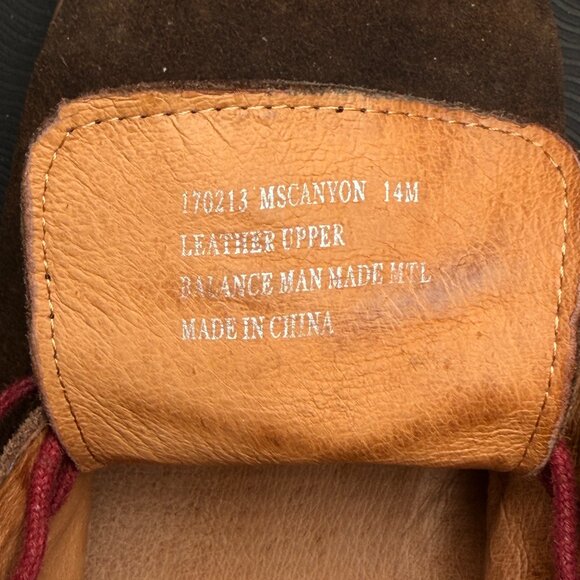 170213 MSCANYON 14M
LEATHER UPPER
BALANCE MAN MADE MTL
MADE IN CHINA